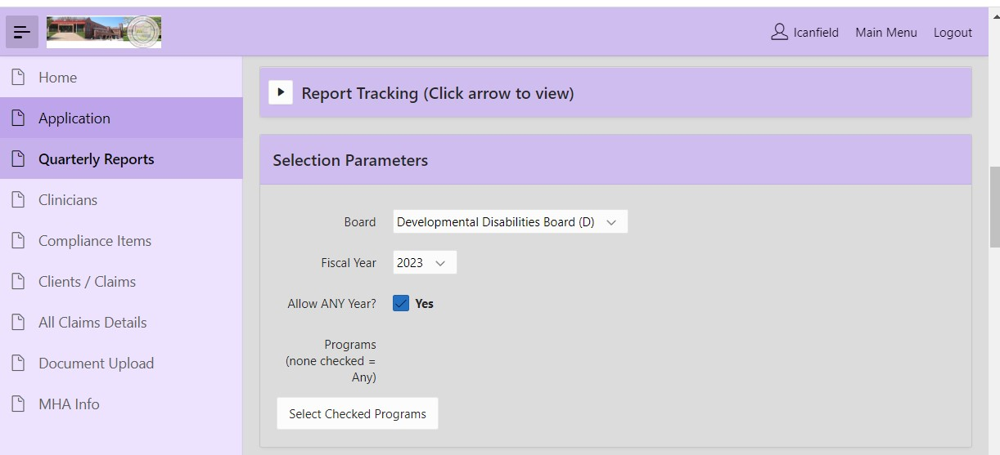 Icanfield
Main Menu
Logout
Home
Application
Quarterly Reports
Clinicians
Compliance Items
Clients / Claims
All Claims Details
Document Upload
MHA Info
Report Tracking (Click arrow to view)
Selection Parameters
Board
Developmental Disabilities Board (D)
Fiscal Year
2023
Allow ANY Year?
Yes
Programs
(none checked =
Any)
Select Checked Programs